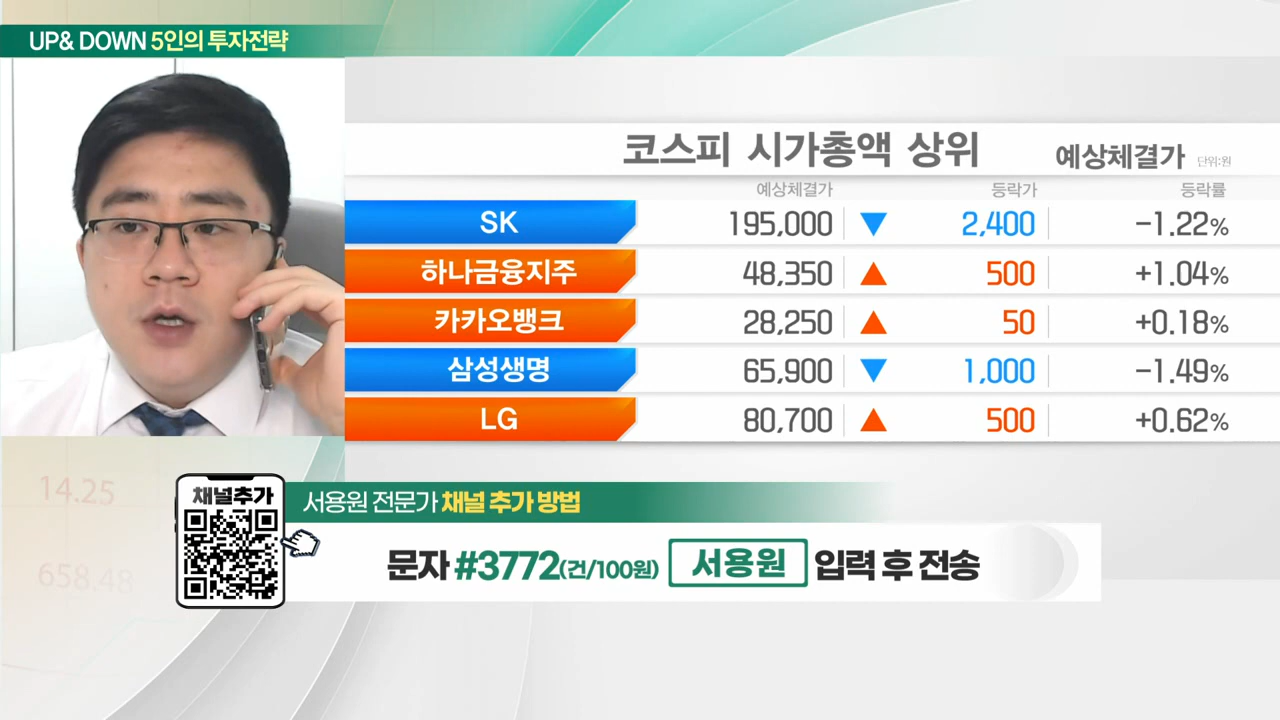 UP& DOWN 5인의 투자전략
코스피 시가총액 상위 예상체결가 단위:원
예상체결가 등락가 등락률
SK 195,000 ▼ 2,400 -1.22%
하나금융지주 48,350 ▲ 500 +1.04%
카카오뱅크 28,250 ▲ 50 +0.18%
삼성생명 65,900 ▼ 1,000 -1.49%
LG 80,700 ▲ 500 +0.62%
14.25
658.48
채널추가
서용원 전문가 채널 추가 방법
문자 #3772(건/100원) 서용원 입력 후 전송